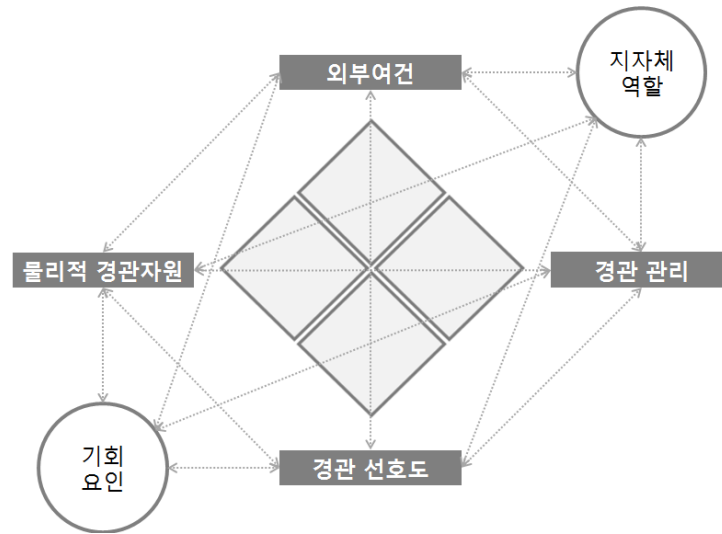 외부여건
지자체
역할
물리적 경관자원
경관 관리
기회
요인
경관 선호도